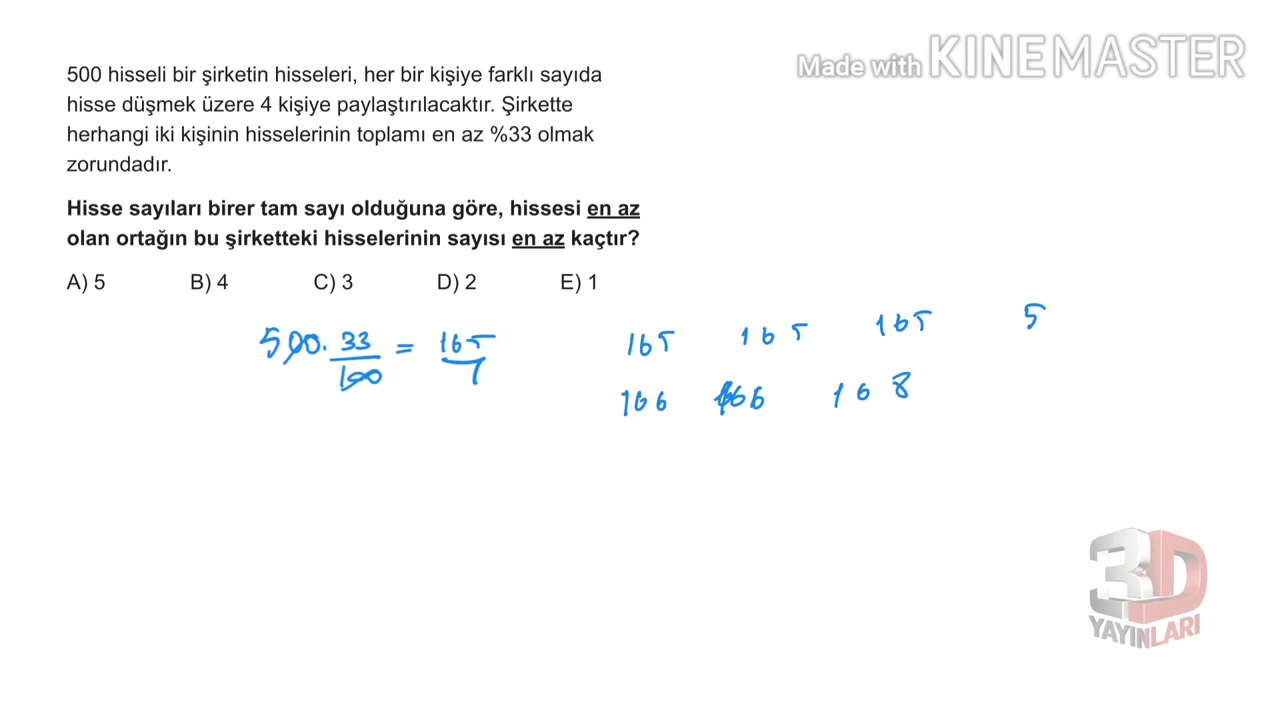 Made with KINEMASTER
500 hisseli bir şirketin hisseleri, her bir kişiye farklı sayıda
hisse düşmek üzere 4 kişiye paylaştırılacaktır. Şirkette
herhangi iki kişinin hisselerinin toplamı en az %33 olmak
zorundadır.
Hisse sayıları birer tam sayı olduğuna göre, hissesi en az
olan ortağın bu şirketteki hisselerinin sayısı en az kaçtır?
A) 5 B) 4 C) 3 D) 2 E) 1
500. 33/100 = 165 165 165 165 5
166 166 168
3D
YAYINLARI